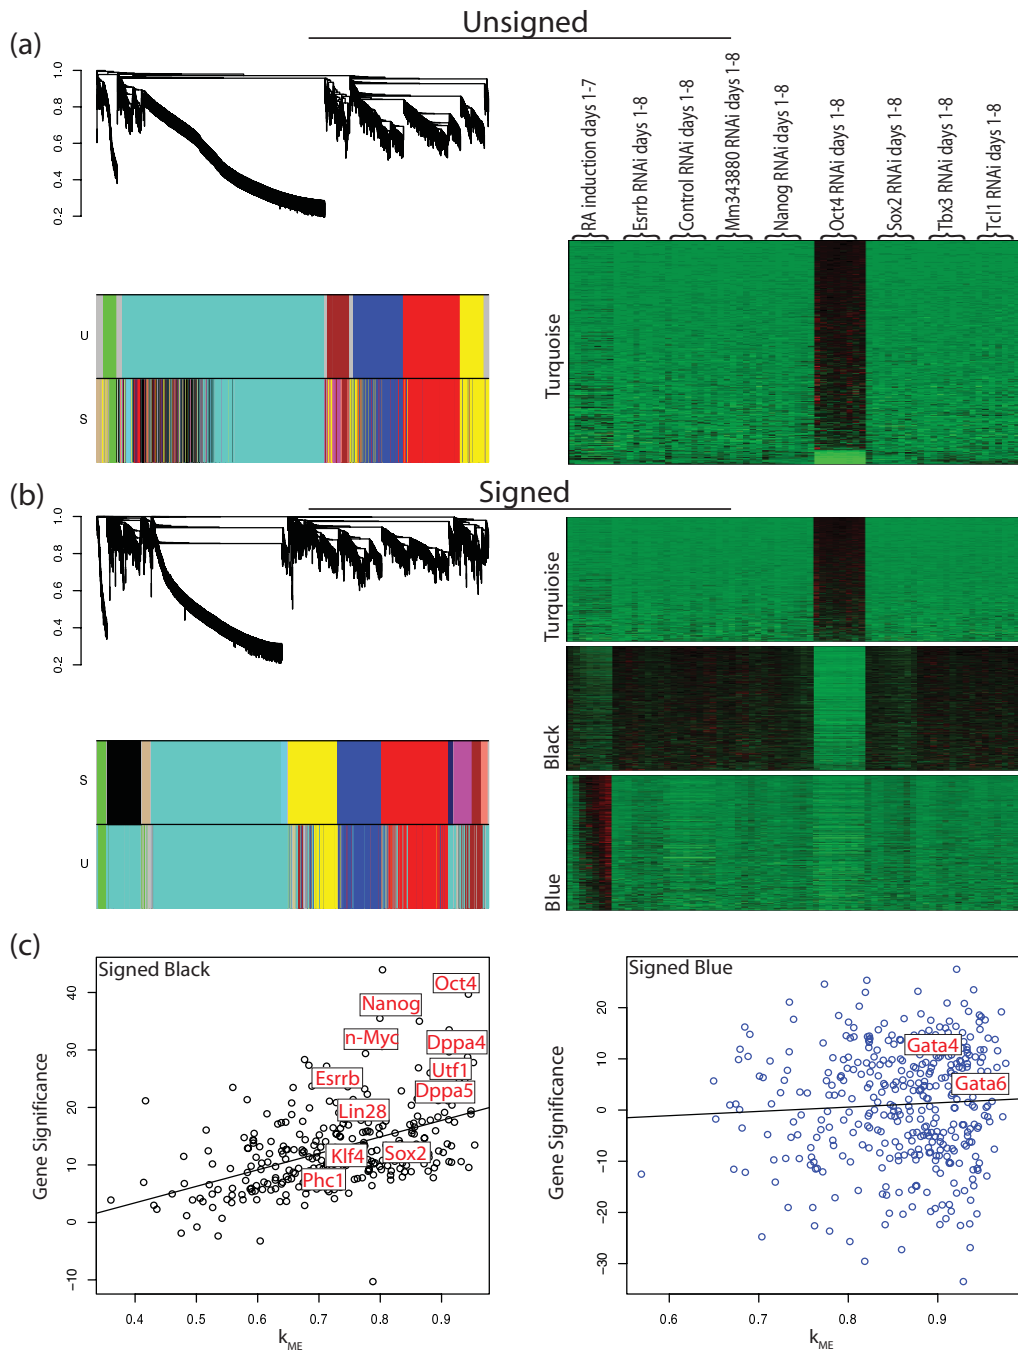 Unsigned
(a)
1.0
0.8
0.6
0.4
0.2
U
S
RA induction days 1-7
Esrrb RNAi days 1-8
Control RNAi days 1-8
Mm343880 RNAi days 1-8
Nanog RNAi days 1-8
Oct4 RNAi days 1-8
Sox2 RNAi days 1-8
Tbx3 RNAi days 1-8
Tcl1 RNAi days 1-8
Turquoise
(b)
Signed
1.0
0.8
0.6
0.4
0.2
S
U
Turquioise
Black
Blue
(c)
Signed Black
Gene Significance
40
30
20
10
0
−10
Oct4
Nanog
n-Myc
Dppa4
Esrrb
Utf1
Dppa5
Lin28
Klf4
Sox2
Phc1
0.4 0.5 0.6 0.7 0.8 0.9
kME
Signed Blue
Gene Significance
20
10
0
−10
−20
−30
Gata4
Gata6
0.6 0.7 0.8 0.9
kME